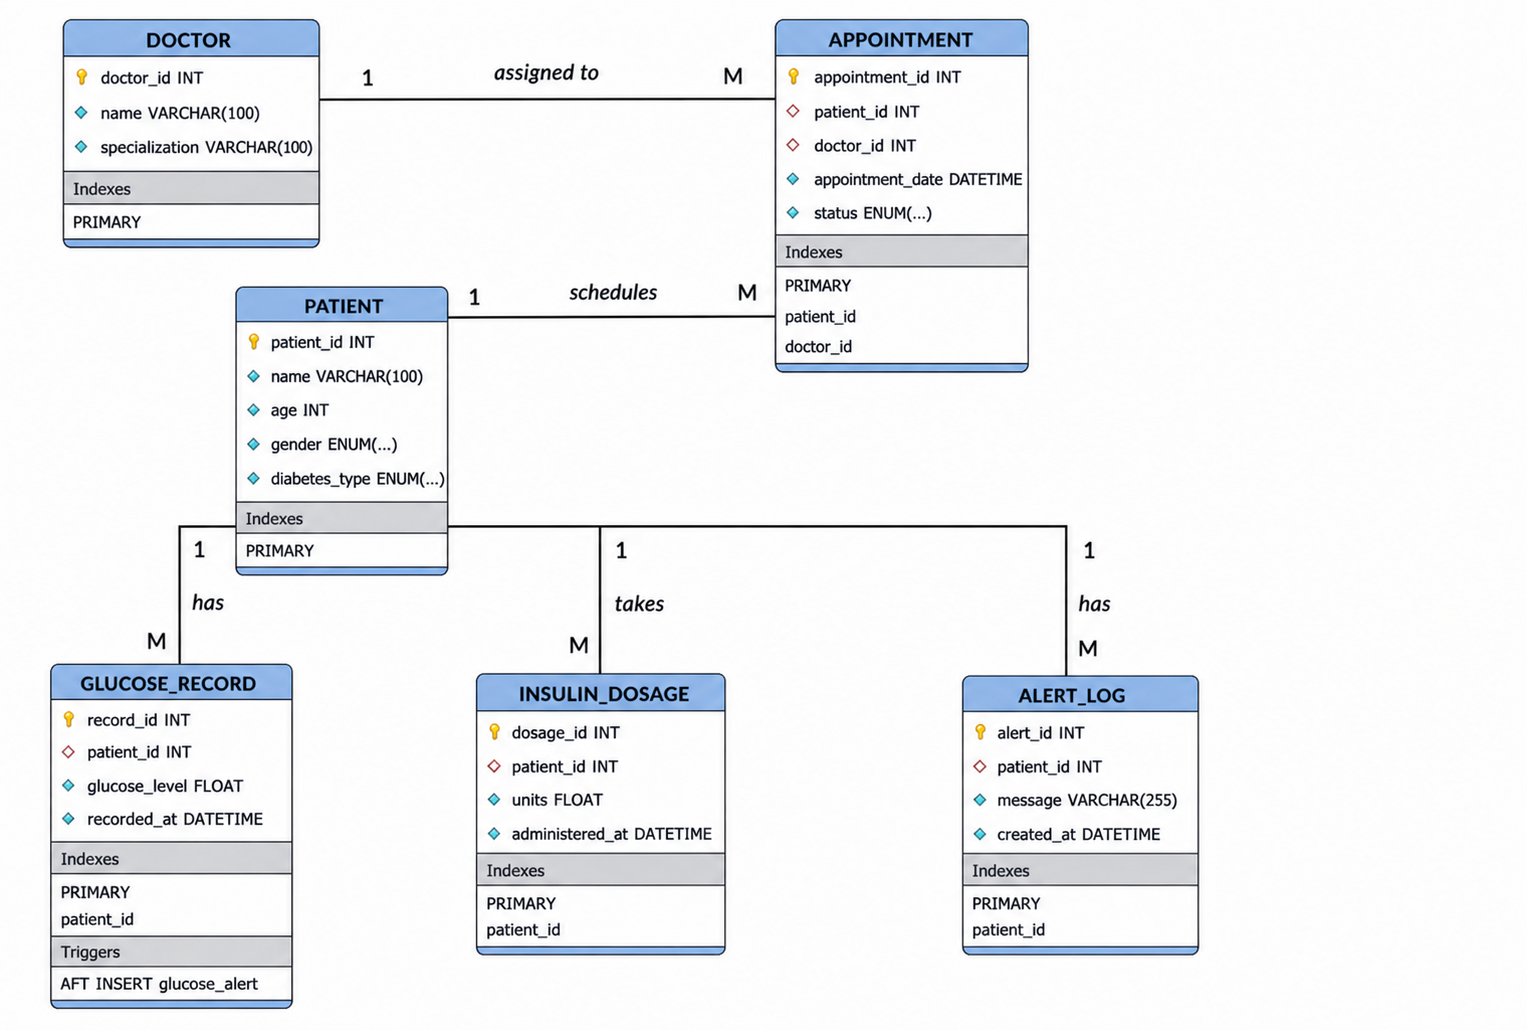 DOCTOR
doctor_id INT
name VARCHAR(100)
specialization VARCHAR(100)
Indexes
PRIMARY
1
assigned to
M
APPOINTMENT
appointment_id INT
patient_id INT
doctor_id INT
appointment_date DATETIME
status ENUM(...)
Indexes
PRIMARY
patient_id
doctor_id
PATIENT
patient_id INT
name VARCHAR(100)
age INT
gender ENUM(...)
diabetes_type ENUM(...)
Indexes
PRIMARY
1
schedules
M
1
has
M
1
takes
M
1
has
M
GLUCOSE_RECORD
record_id INT
patient_id INT
glucose_level FLOAT
recorded_at DATETIME
Indexes
PRIMARY
patient_id
Triggers
AFT INSERT glucose_alert
INSULIN_DOSAGE
dosage_id INT
patient_id INT
units FLOAT
administered_at DATETIME
Indexes
PRIMARY
patient_id
ALERT_LOG
alert_id INT
patient_id INT
message VARCHAR(255)
created_at DATETIME
Indexes
PRIMARY
patient_id